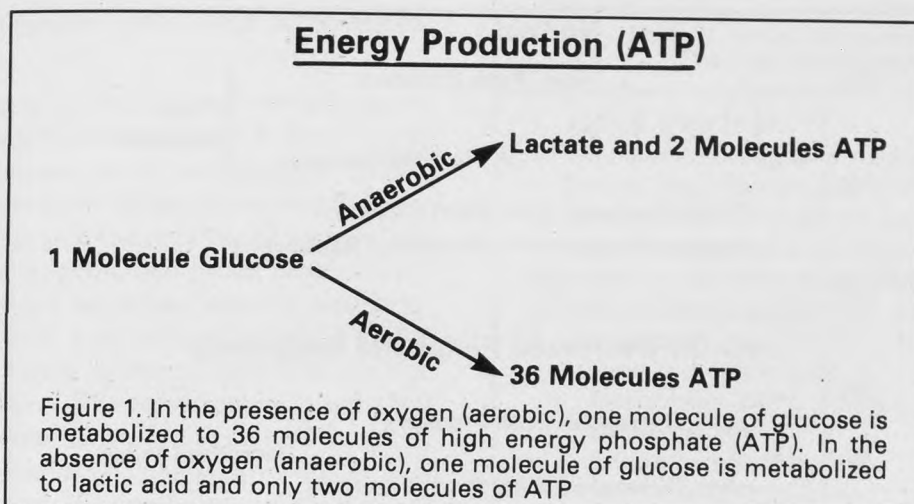 Energy Production (ATP)
Lactate and 2 Molecules ATP
Anaerobic
1 Molecule Glucose
Aerobic
36 Molecules ATP
Figure 1. In the presence of oxygen (aerobic), one molecule of glucose is
metabolized to 36 molecules of high energy phosphate (ATP). In the
absence of oxygen (anaerobic), one molecule of glucose is metabolized
to lactic acid and only two molecules of ATP